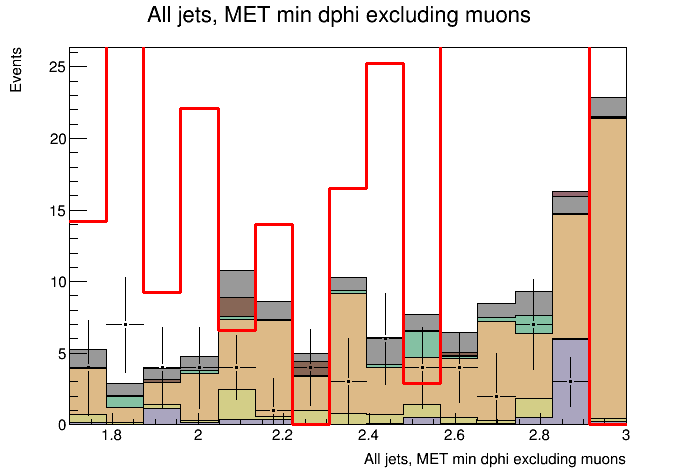 All jets, MET min dphi excluding muons
Events
25
20
15
10
5
0
1.8 2 2.2 2.4 2.6 2.8 3
All jets, MET min dphi excluding muons